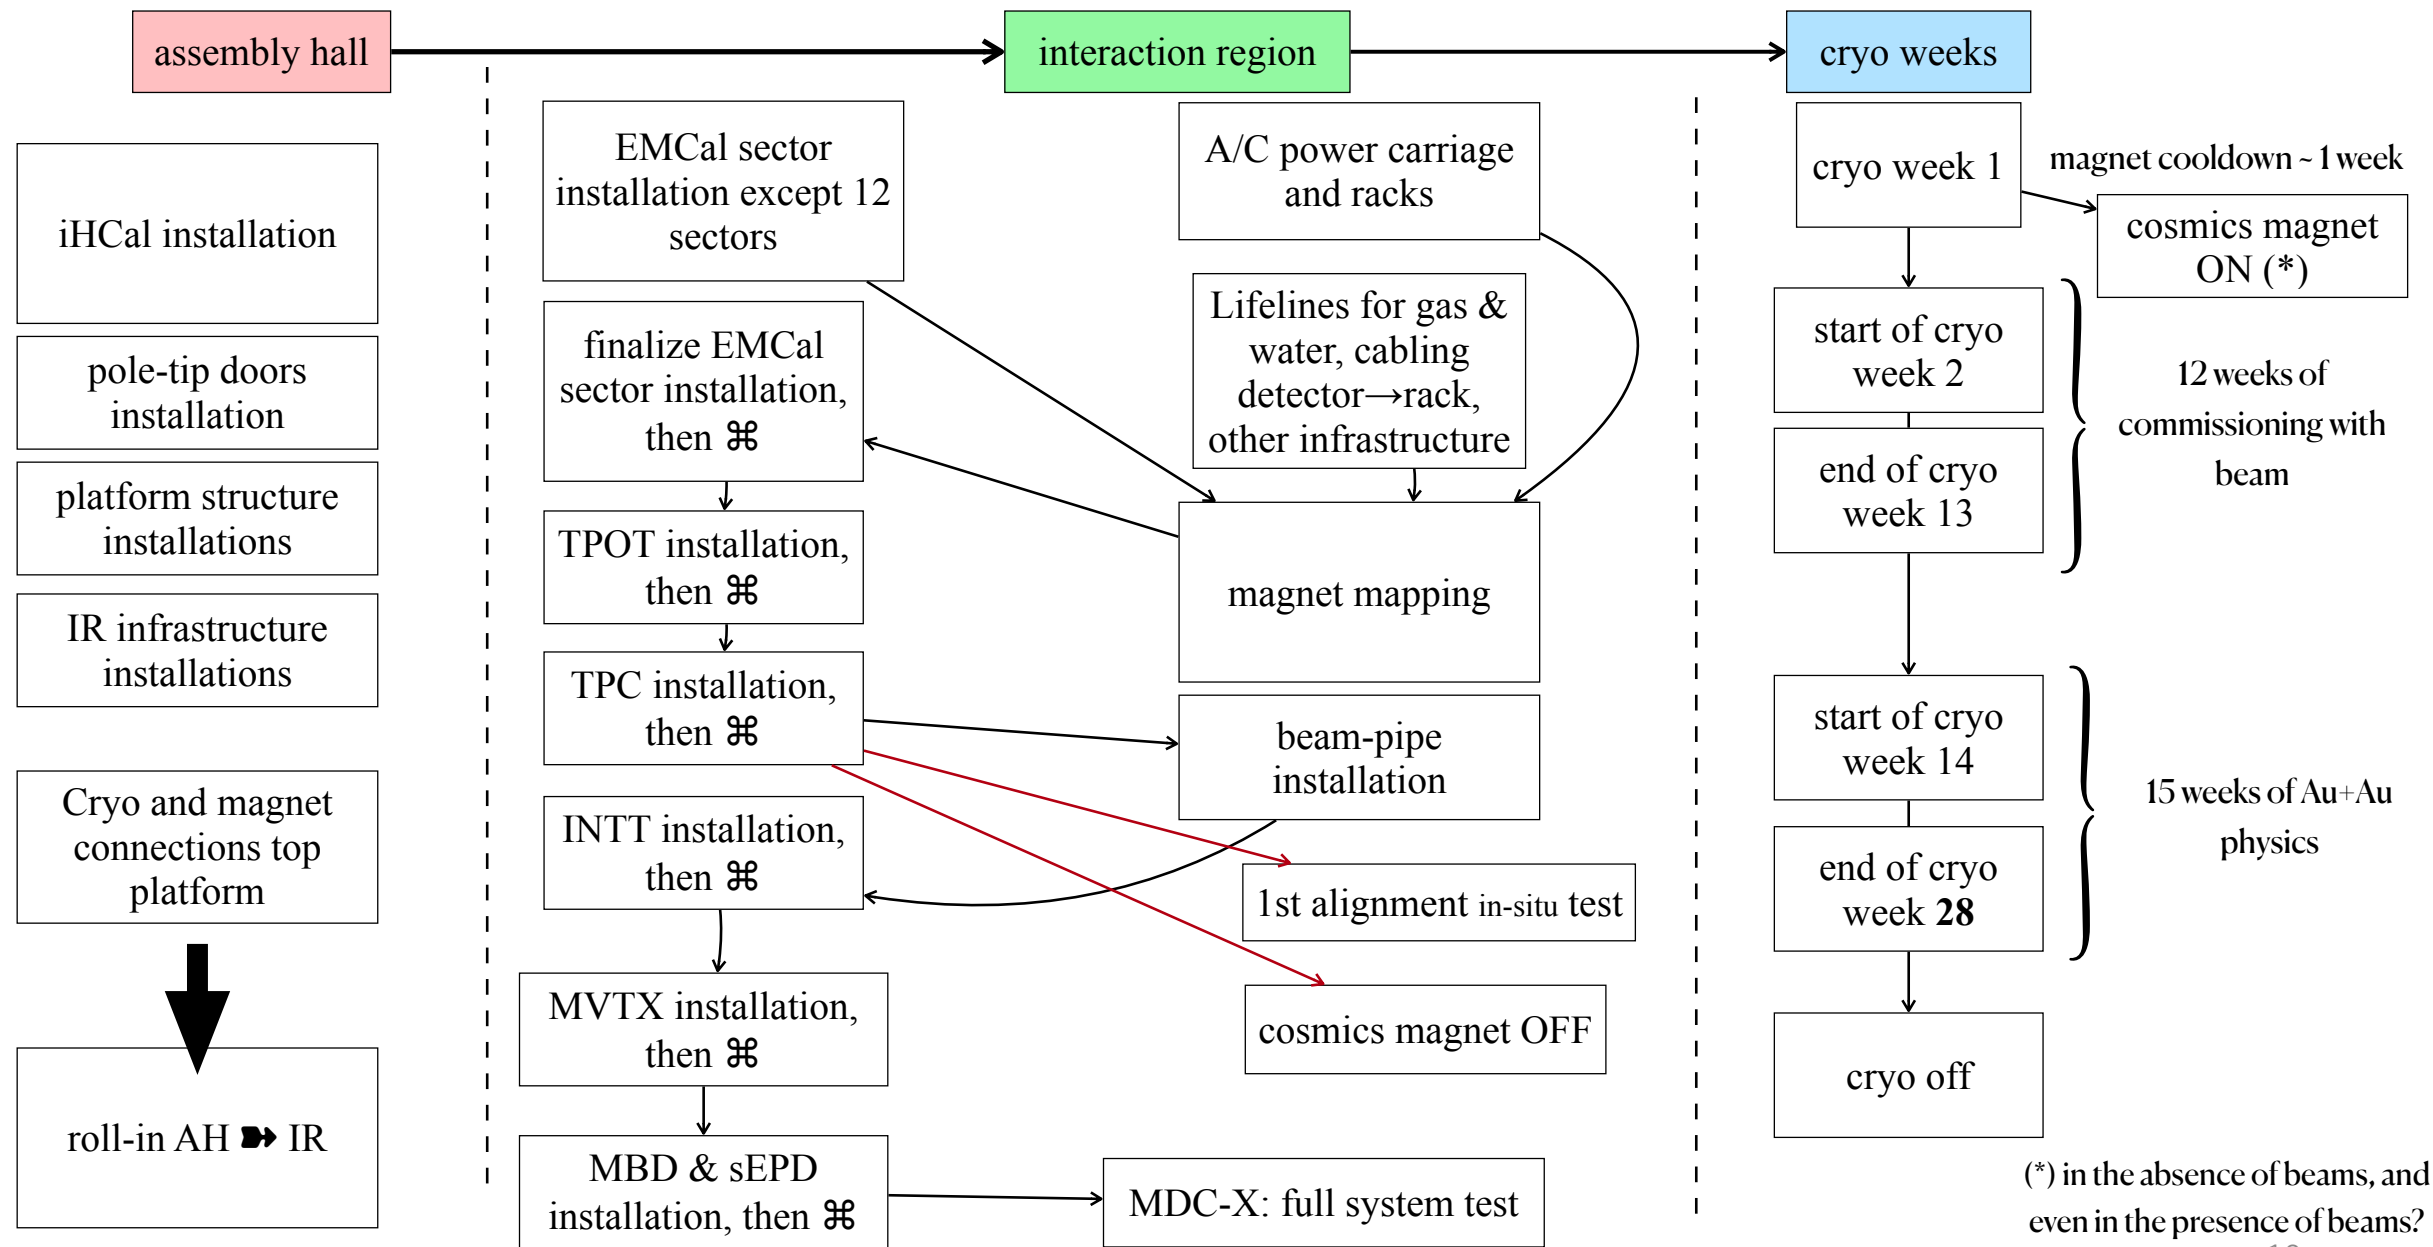 assembly hall
interaction region
cryo weeks
iHCal installation
pole-tip doors
installation
platform structure
installations
IR infrastructure
installations
Cryo and magnet
connections top
platform
roll-in AH ➽ IR
EMCal sector
installation except 12
sectors
finalize EMCal
sector installation,
then ⌘
TPOT installation,
then ⌘
TPC installation,
then ⌘
INTT installation,
then ⌘
MVTX installation,
then ⌘
MBD & sEPD
installation, then ⌘
A/C power carriage
and racks
Lifelines for gas &
water, cabling
detector→rack,
other infrastructure
magnet mapping
beam-pipe
installation
1st alignment in-situ test
cosmics magnet OFF
MDC-X: full system test
cryo week 1
magnet cooldown ~ 1 week
cosmics magnet
ON (*)
start of cryo
week 2
end of cryo
week 13
12 weeks of
commissioning with
beam
start of cryo
week 14
end of cryo
week 28
15 weeks of Au+Au
physics
cryo off
(*) in the absence of beams, and
even in the presence of beams?